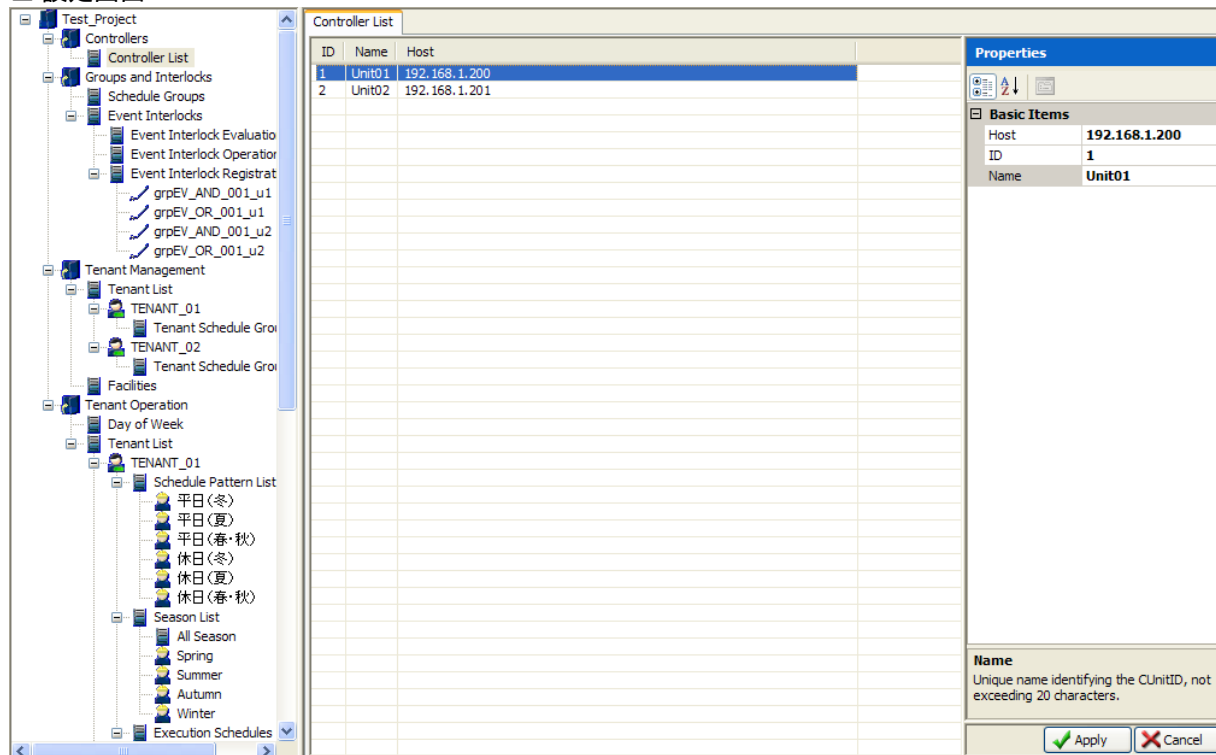 Test_Project
Controllers
Controller List
Groups and Interlocks
Schedule Groups
Event Interlocks
Event Interlock Evaluatio
Event Interlock Operation
Event Interlock Registrat
grpEV_AND_001_u1
grpEV_OR_001_u1
grpEV_AND_001_u2
grpEV_OR_001_u2
Tenant Management
Tenant List
TENANT_01
Tenant Schedule Grou
TENANT_02
Tenant Schedule Grou
Facilities
Tenant Operation
Day of Week
Tenant List
TENANT_01
Schedule Pattern List
平日(冬)
平日(夏)
平日(春・秋)
休日(冬)
休日(夏)
休日(春・秋)
Season List
All Season
Spring
Summer
Autumn
Winter
Execution Schedules
Controller List
ID Name Host
1 Unit01 192.168.1.200
2 Unit02 192.168.1.201
Properties
Basic Items
Host 192.168.1.200
ID 1
Name Unit01
Name
Unique name identifying the CUnitID, not
exceeding 20 characters.
Apply Cancel